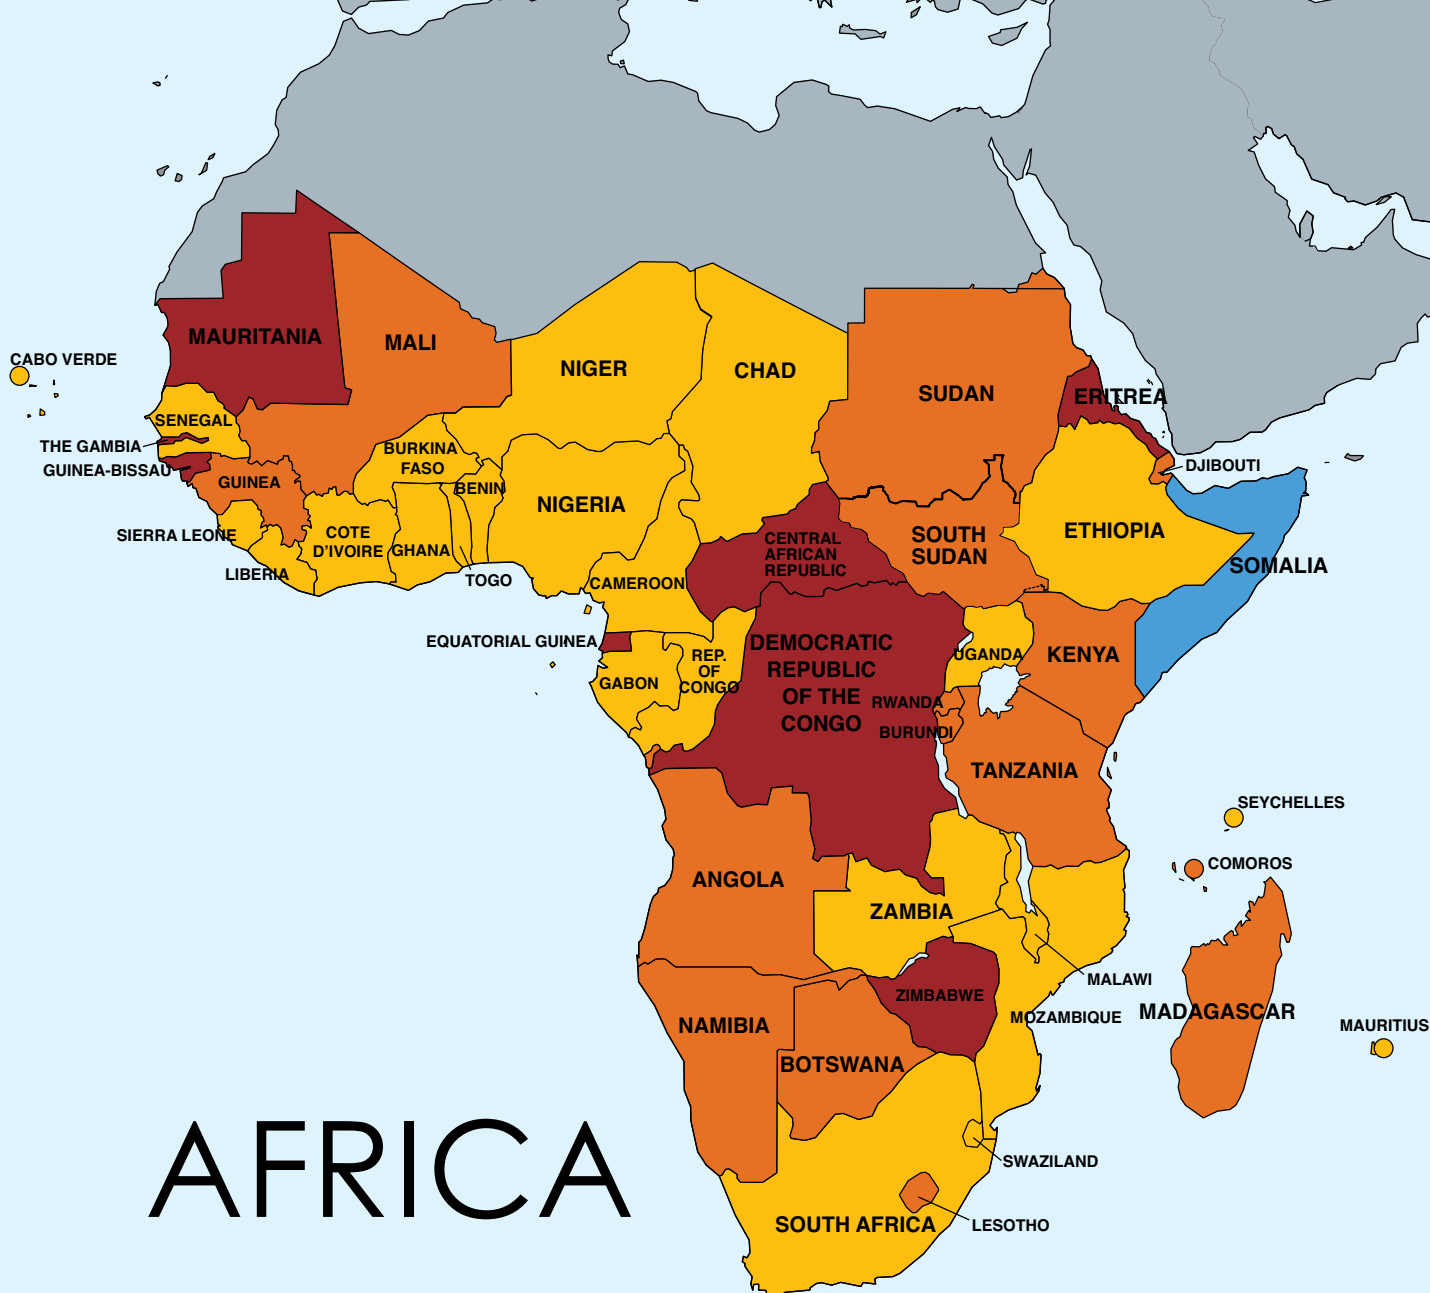 MAURITANIA
MALI
CABO VERDE
NIGER
CHAD
SUDAN
ERITREA
SENEGAL
THE GAMBIA
GUINEA-BISSAU
GUINEA
BURKINA
FASO
BENIN
NIGERIA
DJIBOUTI
SIERRA LEONE
COTE
D'IVOIRE
GHANA
LIBERIA
TOGO
CAMEROON
CENTRAL
AFRICAN
REPUBLIC
SOUTH
SUDAN
ETHIOPIA
SOMALIA
EQUATORIAL GUINEA
GABON
REP.
OF
CONGO
DEMOCRATIC
REPUBLIC
OF THE
CONGO
UGANDA
KENYA
RWANDA
BURUNDI
TANZANIA
SEYCHELLES
COMOROS
ANGOLA
ZAMBIA
MALAWI
ZIMBABWE
MOZAMBIQUE
MADAGASCAR
MAURITIUS
NAMIBIA
BOTSWANA
SWAZILAND
SOUTH AFRICA
LESOTHO
AFRICA